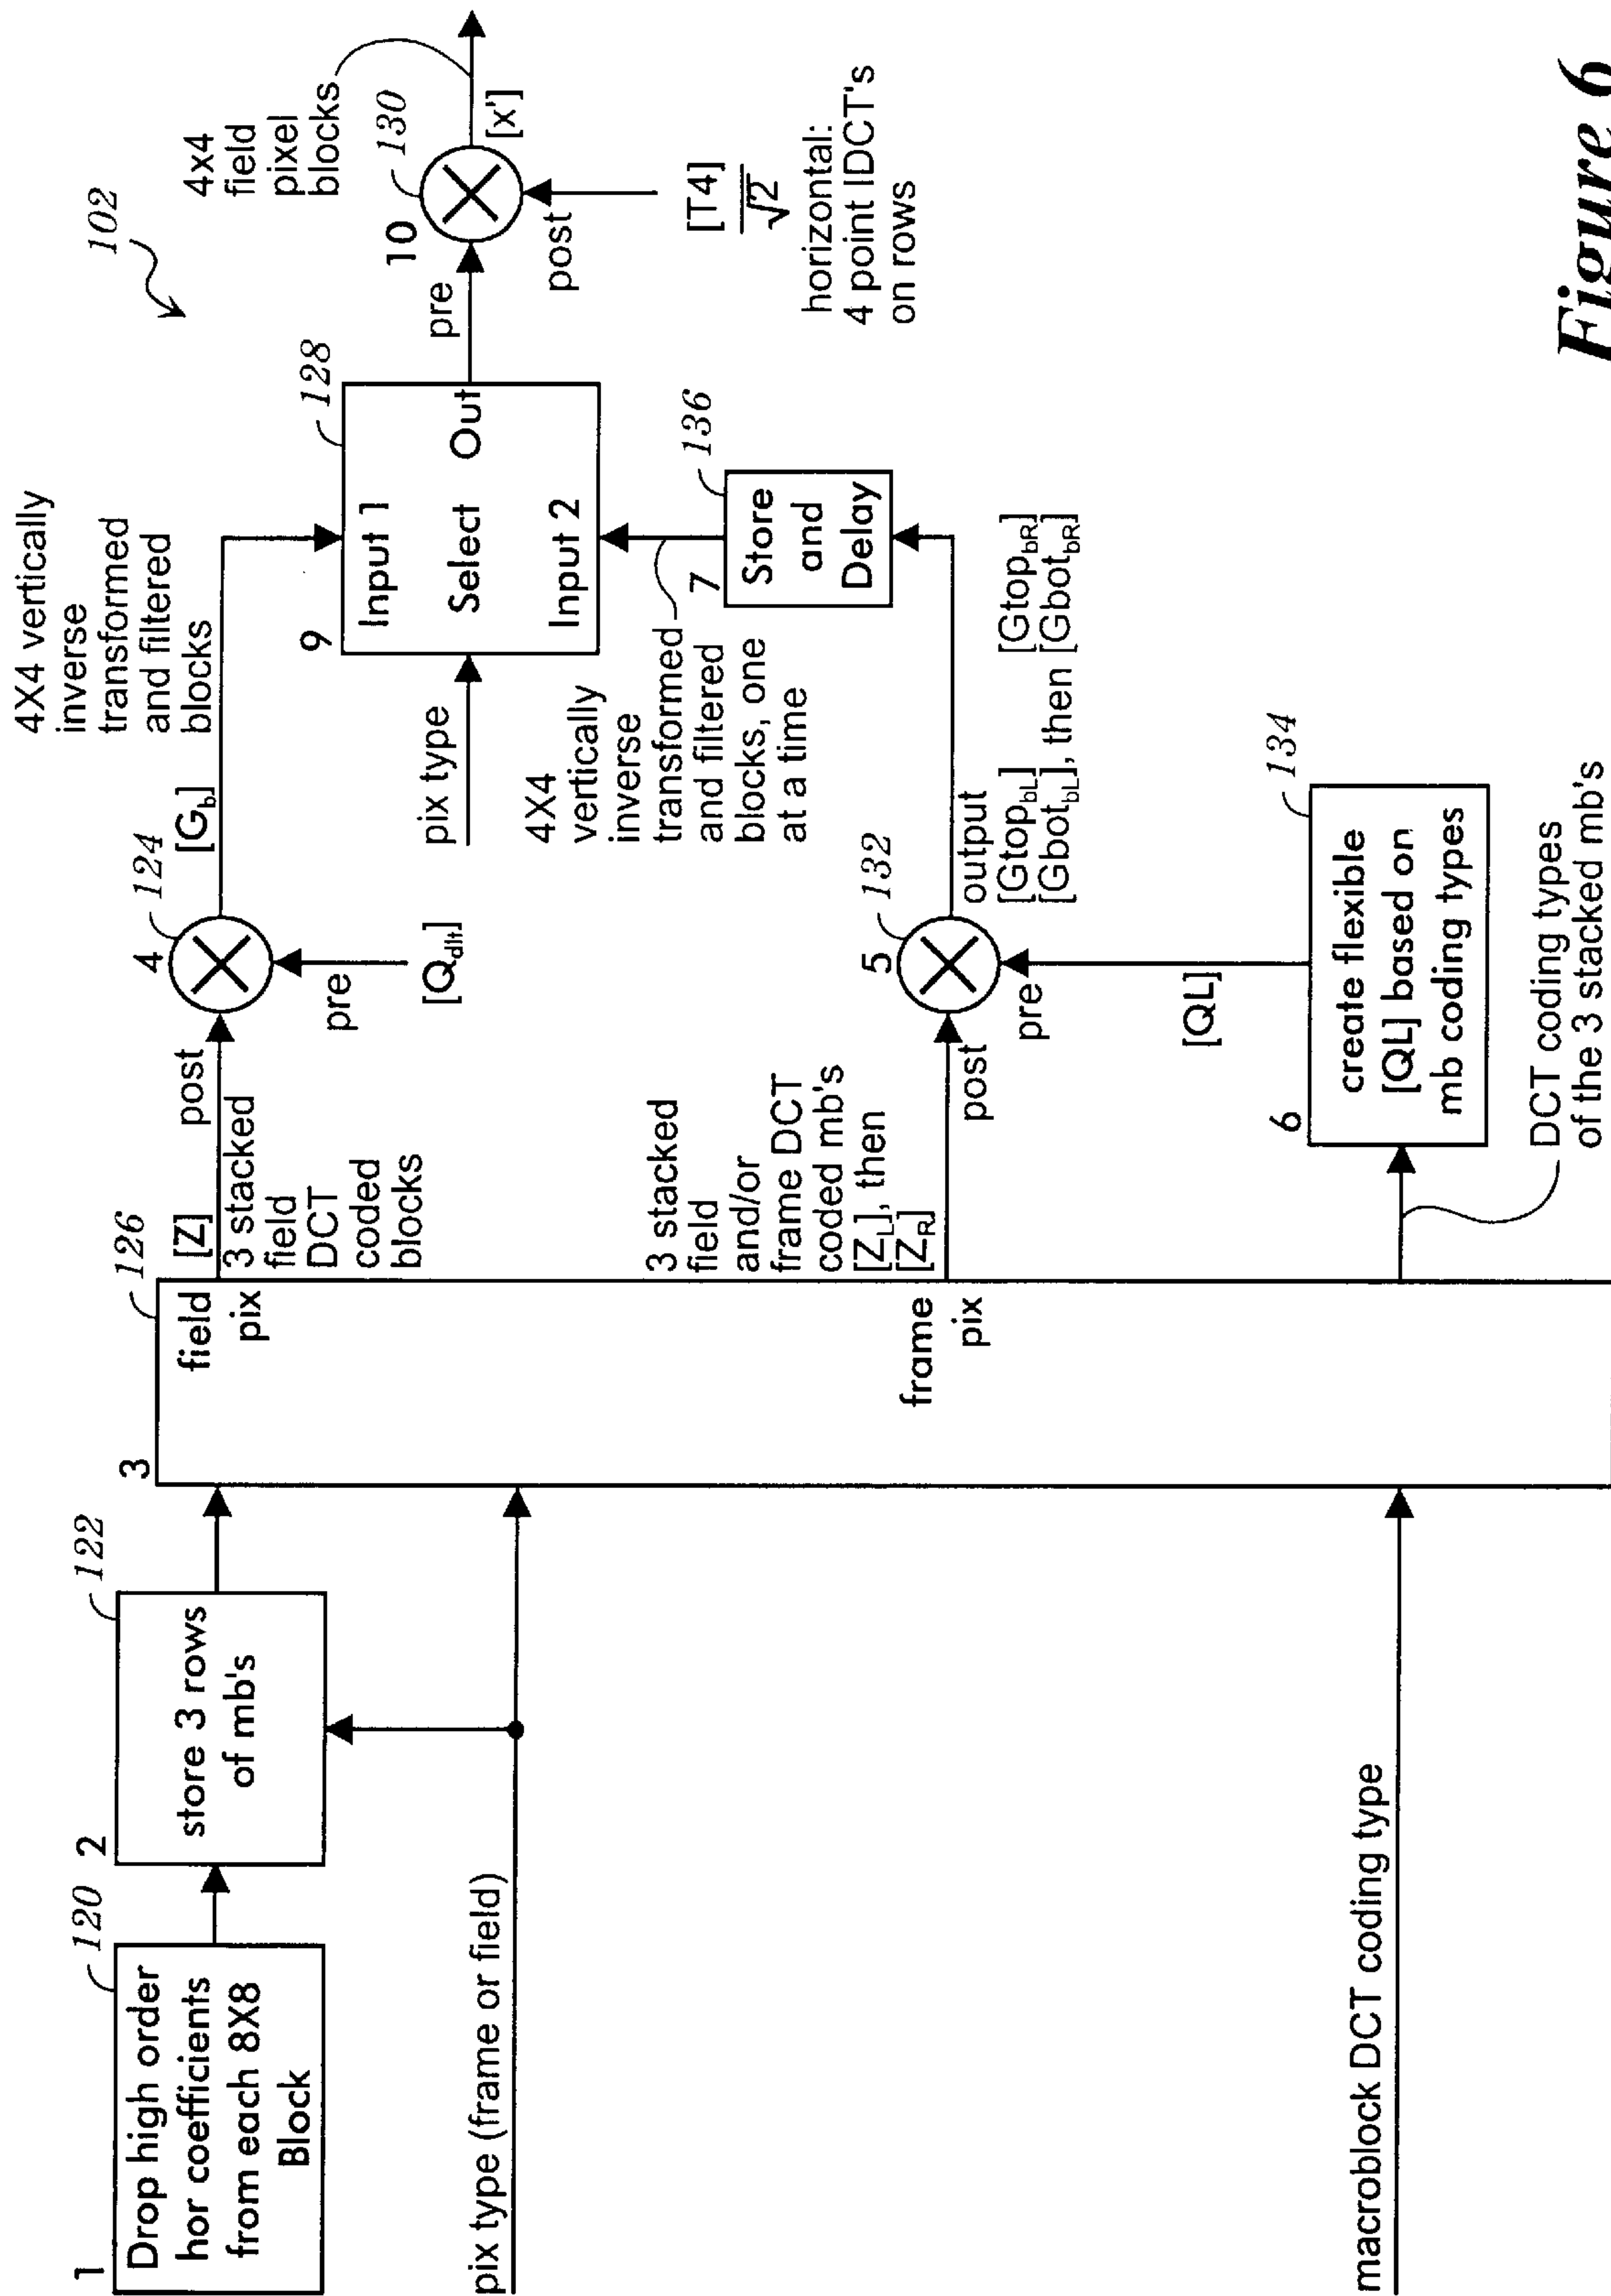 102
1
120
Drop high order
hor coefficients
from each 8X8
Block
2
122
store 3 rows
of mb's
pix type (frame or field)
macroblock DCT coding type
3
126
field
pix
frame
pix
[Z]
3 stacked
field
DCT
coded
blocks
post
4
124
pre
[Qdlt]
[Gb]
4X4 vertically
inverse
transformed
and filtered
blocks
3 stacked
field
and/or
frame DCT
coded mb's
[ZL], then
[ZR]
post
5
132
pre
[QL]
6
134
create flexible
[QL] based on
mb coding types
DCT coding types
of the 3 stacked mb's
output
[GtopbL] [GtopbR]
[GbotbL], then [GbotbR]
7
136
Store
and
Delay
4X4
vertically
inverse
transformed
and filtered
blocks, one
at a time
pix type
9
128
Input 1
Select Out
Input 2
pre
10
130
post
[T4]
√2
horizontal:
4 point IDCT's
on rows
[x']
4x4
field
pixel
blocks
Figure 6